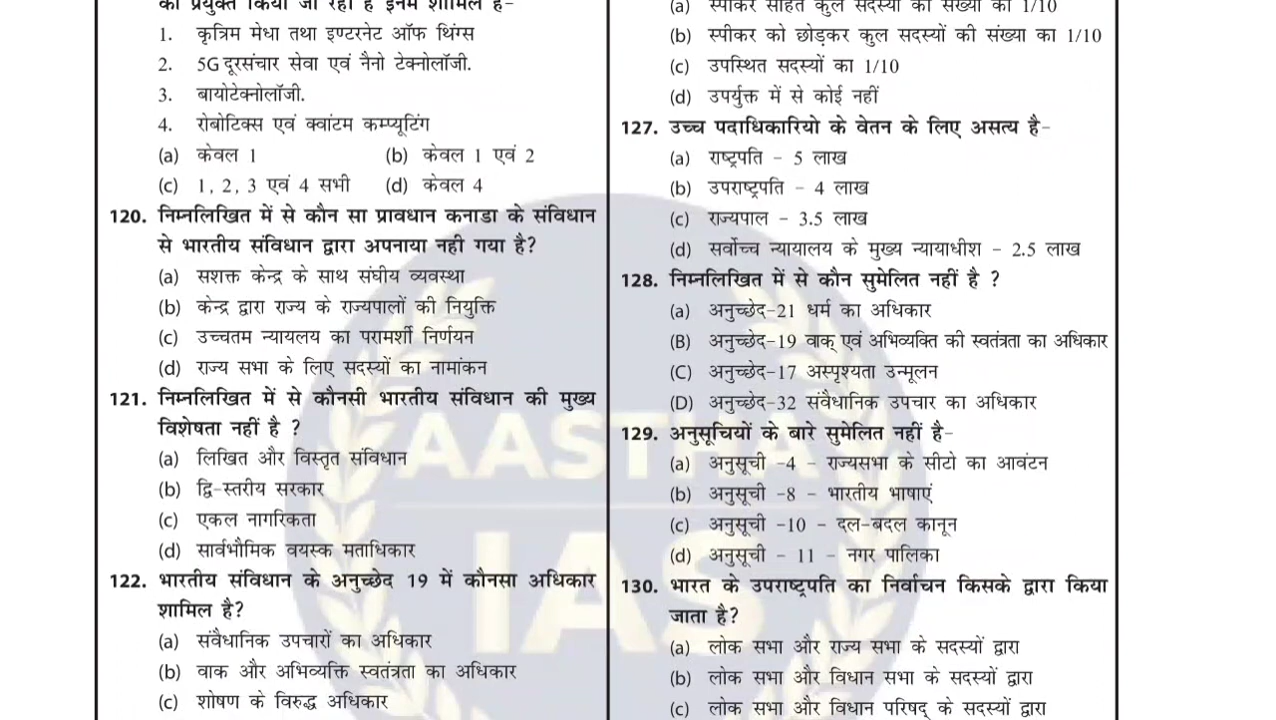 को प्रयुक्त किया जा रहा है इनमें शामिल है-
1. कृत्रिम मेधा तथा इण्टरनेट ऑफ थिंग्स
2. 5G दूरसंचार सेवा एवं नैनो टेक्नोलॉजी.
3. बायोटेक्नोलॉजी.
4. रोबोटिक्स एवं क्वांटम कम्प्यूटिंग
(a) केवल 1 (b) केवल 1 एवं 2
(c) 1, 2, 3 एवं 4 सभी (d) केवल 4
120. निम्नलिखित में से कौन सा प्रावधान कनाडा के संविधान
से भारतीय संविधान द्वारा अपनाया नही गया है?
(a) सशक्त केन्द्र के साथ संघीय व्यवस्था
(b) केन्द्र द्वारा राज्य के राज्यपालों की नियुक्ति
(c) उच्चतम न्यायलय का परामर्शी निर्णयन
(d) राज्य सभा के लिए सदस्यों का नामांकन
121. निम्नलिखित में से कौनसी भारतीय संविधान की मुख्य
विशेषता नहीं है ?
(a) लिखित और विस्तृत संविधान
(b) द्वि-स्तरीय सरकार
(c) एकल नागरिकता
(d) सार्वभौमिक वयस्क मताधिकार
122. भारतीय संविधान के अनुच्छेद 19 में कौनसा अधिकार
शामिल है?
(a) संवैधानिक उपचारों का अधिकार
(b) वाक और अभिव्यक्ति स्वतंत्रता का अधिकार
(c) शोषण के विरुद्ध अधिकार
(a) स्पीकर सहित कुल सदस्यों की संख्या का 1/10
(b) स्पीकर को छोड़कर कुल सदस्यों की संख्या का 1/10
(c) उपस्थित सदस्यों का 1/10
(d) उपर्युक्त में से कोई नहीं
127. उच्च पदाधिकारियो के वेतन के लिए असत्य है-
(a) राष्ट्रपति - 5 लाख
(b) उपराष्ट्रपति - 4 लाख
(c) राज्यपाल - 3.5 लाख
(d) सर्वोच्च न्यायालय के मुख्य न्यायाधीश - 2.5 लाख
128. निम्नलिखित में से कौन सुमेलित नहीं है ?
(a) अनुच्छेद-21 धर्म का अधिकार
(B) अनुच्छेद-19 वाक् एवं अभिव्यक्ति की स्वतंत्रता का अधिकार
(C) अनुच्छेद-17 अस्पृश्यता उन्मूलन
(D) अनुच्छेद-32 संवैधानिक उपचार का अधिकार
129. अनुसूचियों के बारे सुमेलित नहीं है-
(a) अनुसूची -4 - राज्यसभा के सीटो का आवंटन
(b) अनुसूची -8 - भारतीय भाषाएं
(c) अनुसूची -10 - दल-बदल कानून
(d) अनुसूची - 11 - नगर पालिका
130. भारत के उपराष्ट्रपति का निर्वाचन किसके द्वारा किया
जाता है?
(a) लोक सभा और राज्य सभा के सदस्यों द्वारा
(b) लोक सभा और विधान सभा के सदस्यों द्वारा
(c) लोक सभा और विधान परिषद् के सदस्यों द्वारा
AASTHA
IAS